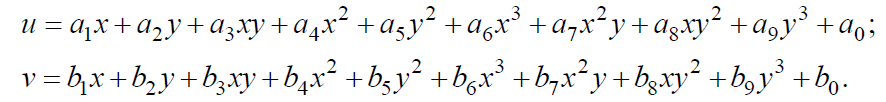 u = a₁x + a₂y + a₃xy + a₄x² + a₅y² + a₆x³ + a₇x²y + a₈xy² + a₉y³ + a₀;
v = b₁x + b₂y + b₃xy + b₄x² + b₅y² + b₆x³ + b₇x²y + b₈xy² + b₉y³ + b₀.